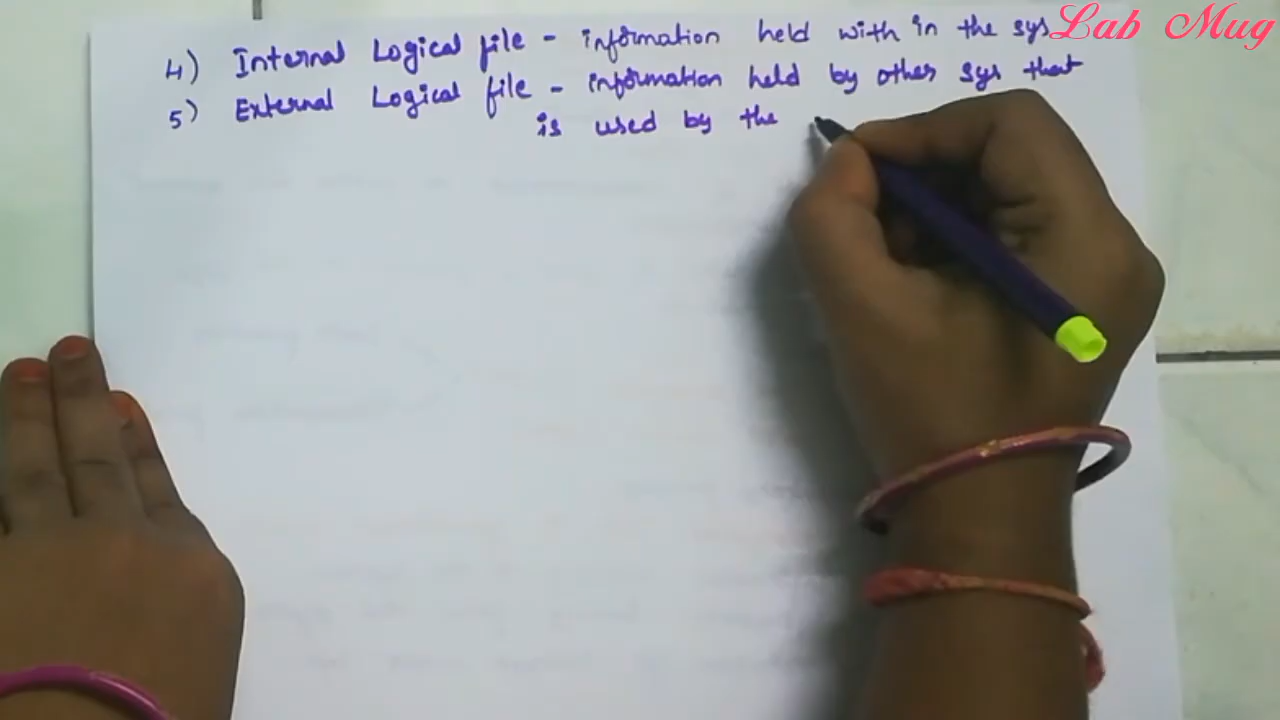 4) Internal Logical file - information held with in the sys
5) External Logical file - information held by other sys that
is used by the
Lab Mug